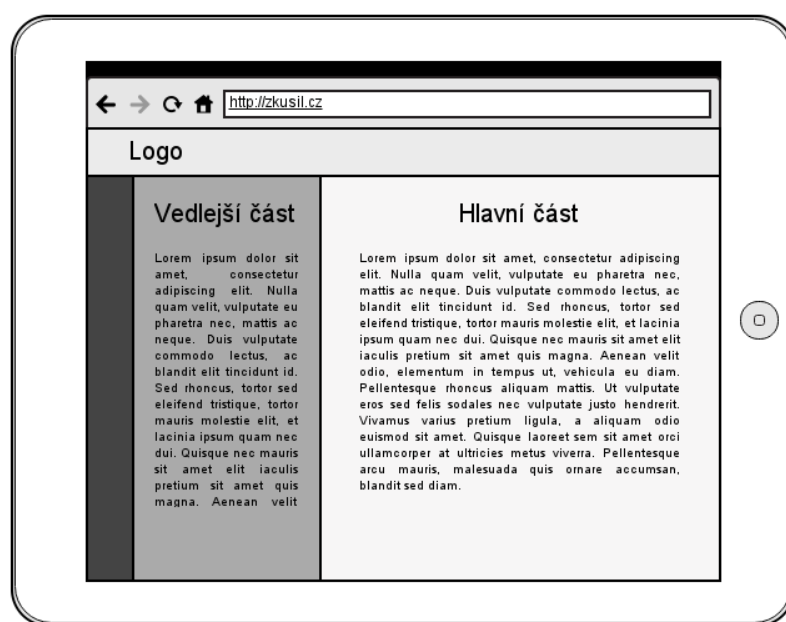 http://zkusil.cz
Logo
Vedlejší část
Lorem ipsum dolor sit
amet, consectetur
adipiscing elit. Nulla
quam velit, vulputate eu
pharetra nec, mattis ac
neque. Duis vulputate
commodo lectus, ac
blandit elit tincidunt id.
Sed rhoncus, tortor sed
eleifend tristique, tortor
mauris molestie elit, et
lacinia ipsum quam nec
dui. Quisque nec mauris
sit amet elit iaculis
pretium sit amet quis
magna. Aenean velit
Hlavní část
Lorem ipsum dolor sit amet, consectetur adipiscing
elit. Nulla quam velit, vulputate eu pharetra nec,
mattis ac neque. Duis vulputate commodo lectus, ac
blandit elit tincidunt id. Sed rhoncus, tortor sed
eleifend tristique, tortor mauris molestie elit, et lacinia
ipsum quam nec dui. Quisque nec mauris sit amet elit
iaculis pretium sit amet quis magna. Aenean velit
odio, elementum in tempus ut, vehicula eu diam.
Pellentesque rhoncus aliquam mattis. Ut vulputate
eros sed felis sodales nec vulputate justo hendrerit.
Vivamus varius pretium ligula, a aliquam odio
euismod sit amet. Quisque laoreet sem sit amet orci
ullamcorper at ultricies metus viverra. Pellentesque
arcu mauris, malesuada quis ornare accumsan,
blandit sed diam.